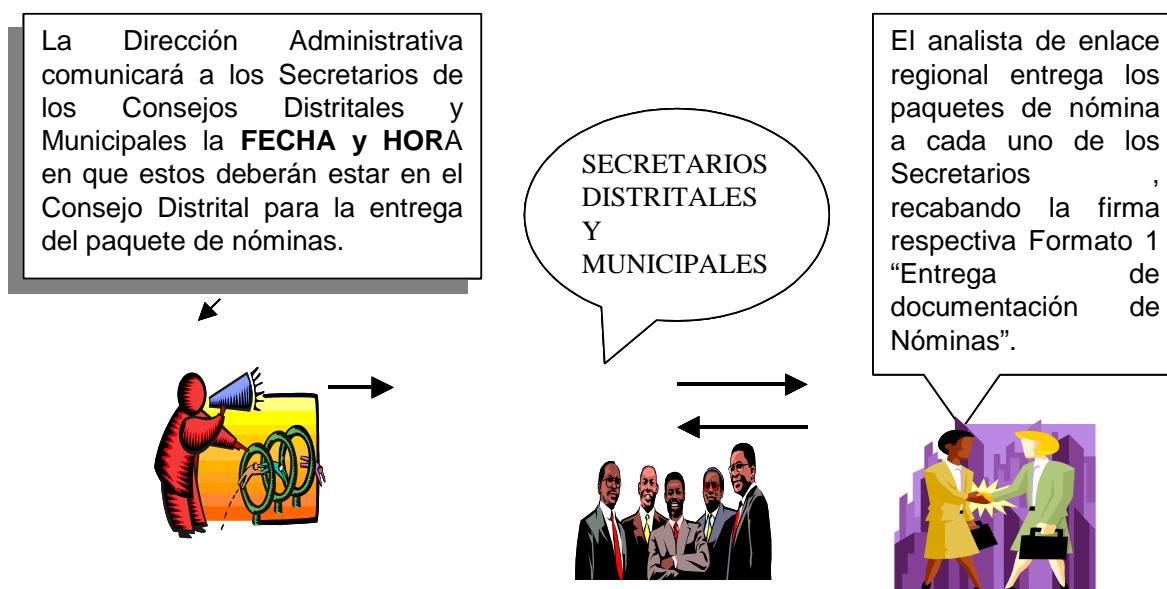 La Dirección Administrativa
comunicará a los Secretarios de
los Consejos Distritales y
Municipales la FECHA y HORA
en que estos deberán estar en el
Consejo Distrital para la entrega
del paquete de nóminas.
SECRETARIOS
DISTRITALES
Y
MUNICIPALES
El analista de enlace
regional entrega los
paquetes de nómina
a cada uno de los
Secretarios ,
recabando la firma
respectiva Formato 1
“Entrega de
documentación de
Nóminas”.